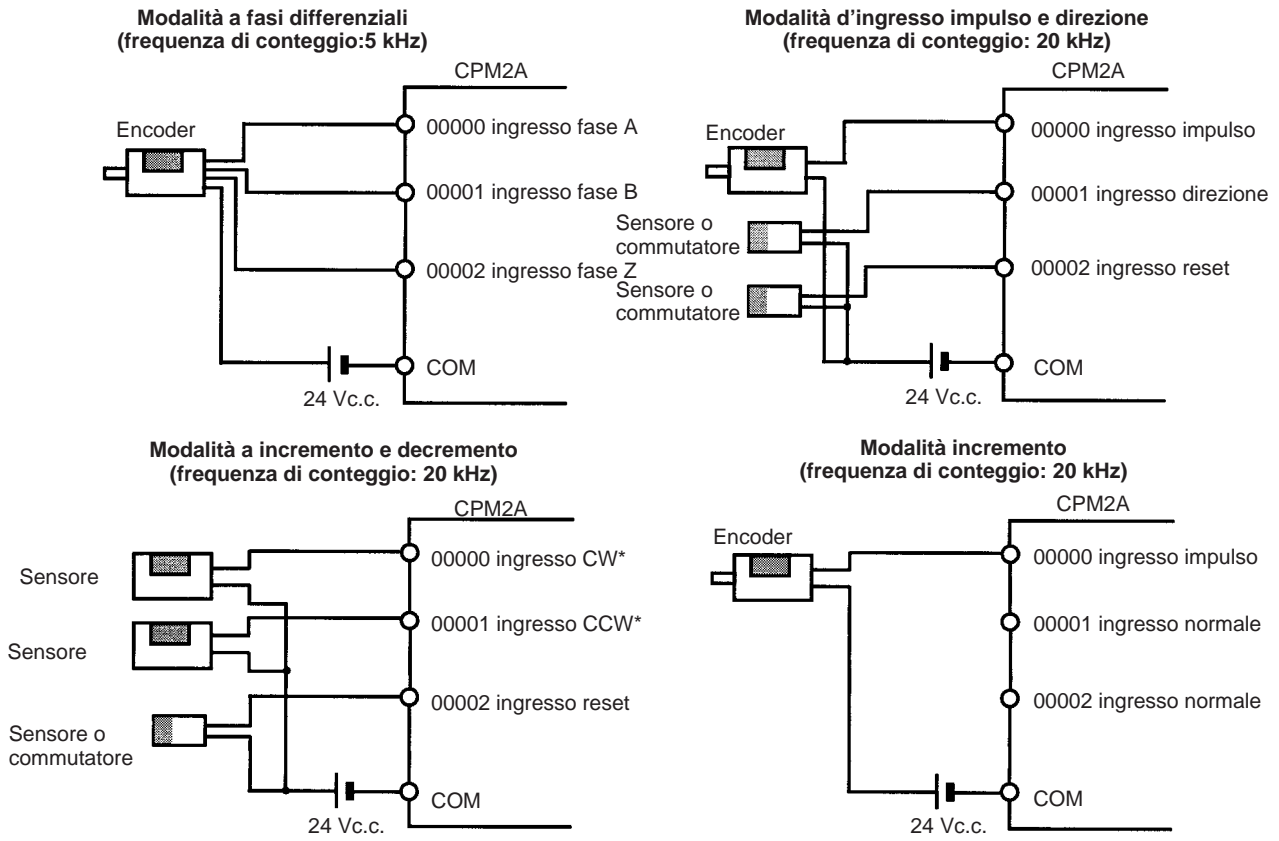 Modalità a fasi differenziali
(frequenza di conteggio:5 kHz)
CPM2A
Encoder
00000 ingresso fase A
00001 ingresso fase B
00002 ingresso fase Z
COM
24 Vc.c.
Modalità d'ingresso impulso e direzione
(frequenza di conteggio: 20 kHz)
CPM2A
Encoder
00000 ingresso impulso
00001 ingresso direzione
Sensore o
commutatore
00002 ingresso reset
Sensore o
commutatore
COM
24 Vc.c.
Modalità a incremento e decremento
(frequenza di conteggio: 20 kHz)
CPM2A
Sensore
00000 ingresso CW*
Sensore
00001 ingresso CCW*
00002 ingresso reset
Sensore o
commutatore
COM
24 Vc.c.
Modalità incremento
(frequenza di conteggio: 20 kHz)
CPM2A
Encoder
00000 ingresso impulso
00001 ingresso normale
00002 ingresso normale
COM
24 Vc.c.